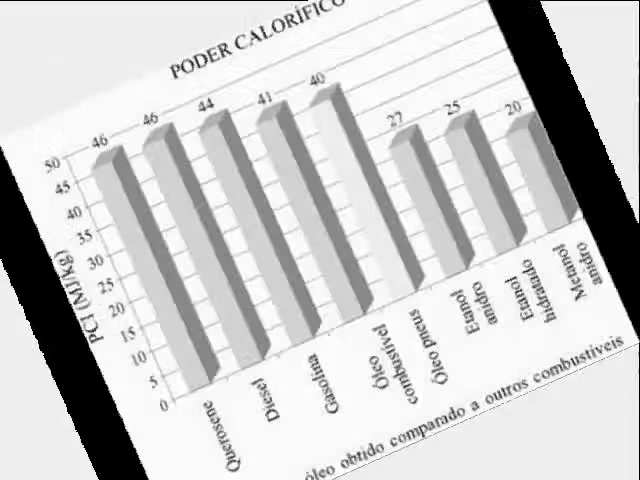 PODER CALORÍFICO
46 46 44 41 40 27 25 20
50
45
40
35
30
25
20
15
10
5
0
PCI (MJ/kg)
Querosene
Diesel
Gasolina
Óleo
combustível
Óleo pneus
Etanol
anidro
Etanol
hidratado
Metanol
anidro
óleo obtido comparado a outros combustíveis